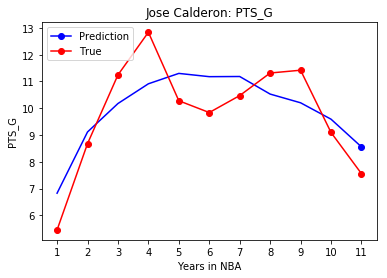 Jose Calderon: PTS_G
Prediction
True
PTS_G
13
12
11
10
9
8
7
6
1 2 3 4 5 6 7 8 9 10 11
Years in NBA